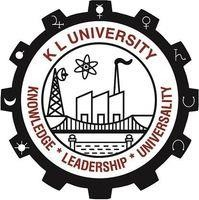 K L UNIVERSITY
KNOWLEDGE * LEADERSHIP * UNIVERSALITY